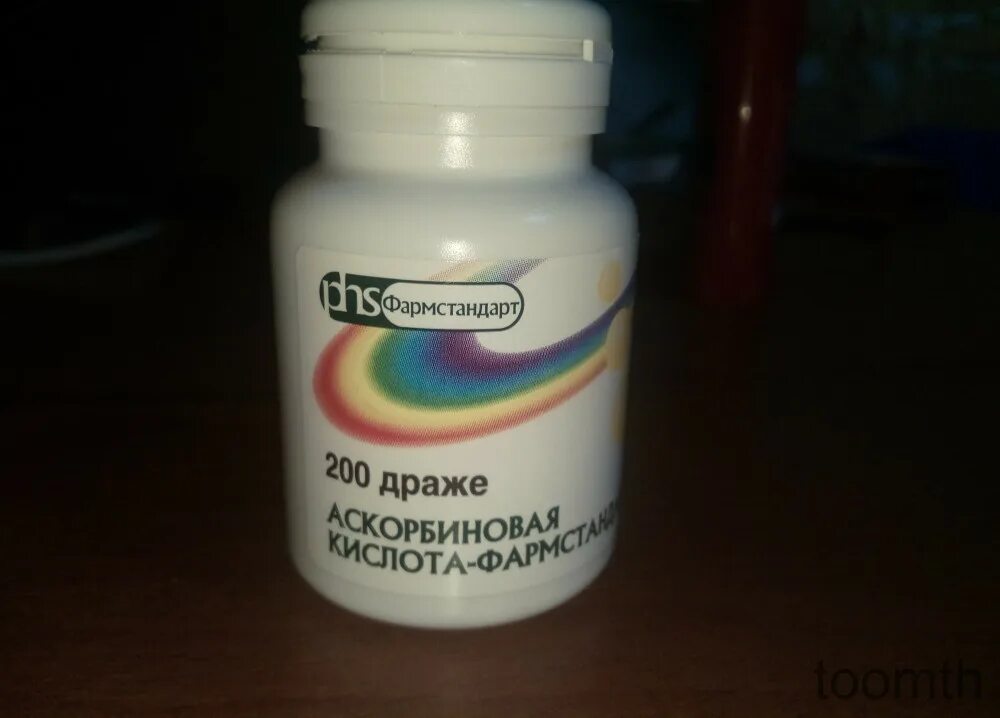 phs Фармстандарт
200 драже
АСКОРБИНОВАЯ
КИСЛОТА-ФАРМСТАНД
toomth